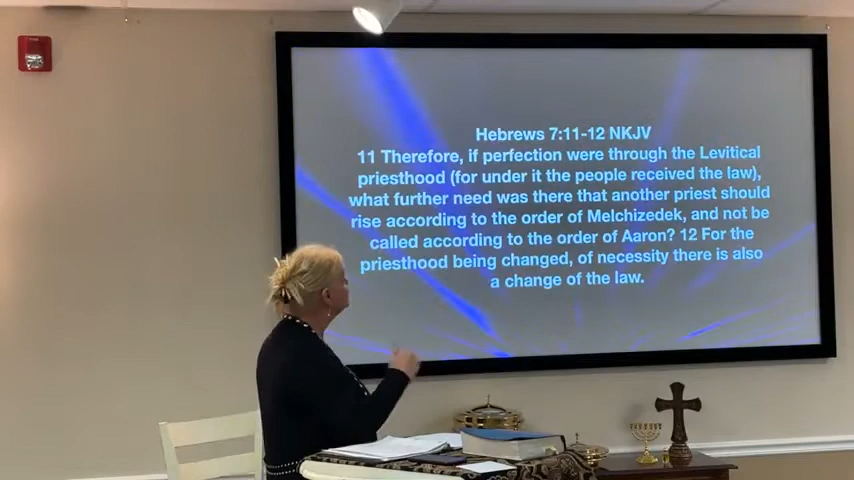 Hebrews 7:11-12 NKJV
11 Therefore, if perfection were through the Levitical
priesthood (for under it the people received the law),
what further need was there that another priest should
rise according to the order of Melchizedek, and not be
called according to the order of Aaron? 12 For the
priesthood being changed, of necessity there is also
a change of the law.